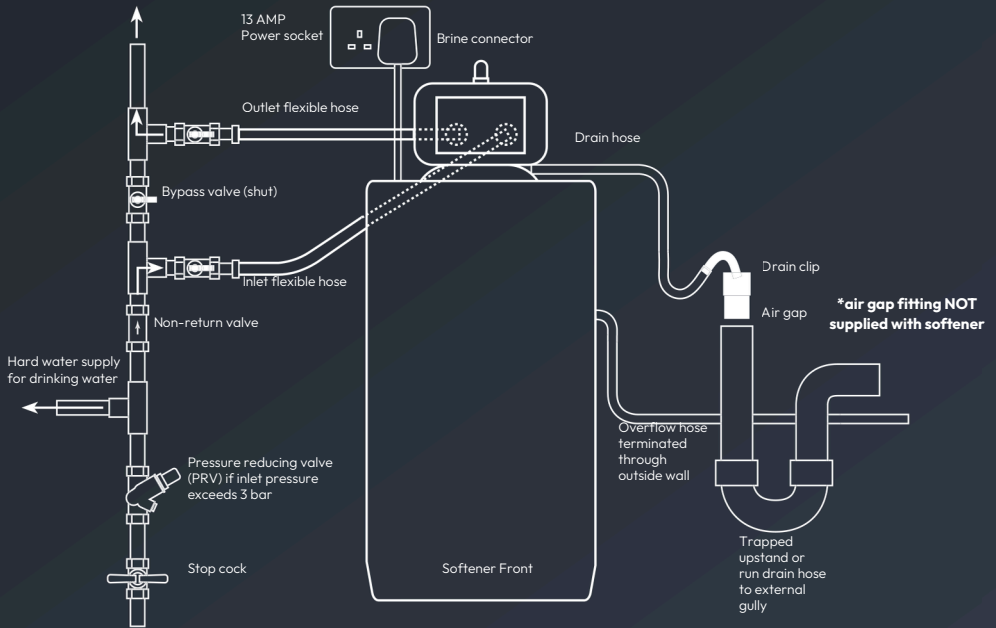 13 AMP
Power socket
Brine connector
Outlet flexible hose
Drain hose
Bypass valve (shut)
Drain clip
Inlet flexible hose
*air gap fitting NOT
supplied with softener
Air gap
Non-return valve
Hard water supply
for drinking water
Overflow hose
terminated
through
outside wall
Pressure reducing valve
(PRV) if inlet pressure
exceeds 3 bar
Trapped
upstand or
run drain hose
to external
gully
Stop cock
Softener Front